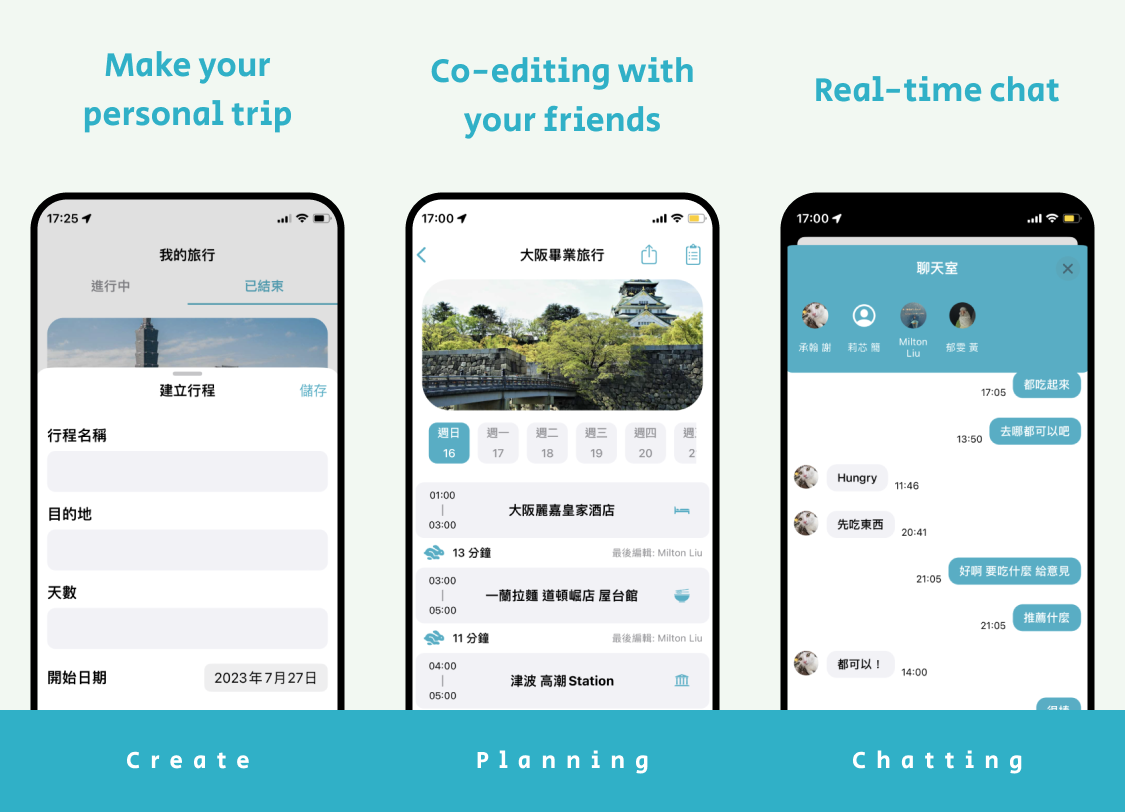 Make your
personal trip
Co-editing with
your friends
Real-time chat
17:25
我的旅行
進行中
已結束
建立行程
儲存
行程名稱
目的地
天數
開始日期
2023年7月27日
17:00
大阪畢業旅行
週日
16
週一
17
週二
18
週三
19
週四
20
01:00
03:00
大阪麗嘉皇家酒店
13 分鐘
最後編輯: Milton Liu
03:00
05:00
一蘭拉麵 道頓崛店 屋台館
11 分鐘
最後編輯: Milton Liu
04:00
05:00
津波 高潮Station
17:00
聊天室
承翰 謝
莉芯 簡
Milton
Liu
郁雯 黃
17:05
都吃起來
13:50
去哪都可以吧
Hungry
11:46
先吃東西
20:41
21:05
好啊 要吃什麼 給意見
21:05
推薦什麼
都可以！
14:00
Create
Planning
Chatting